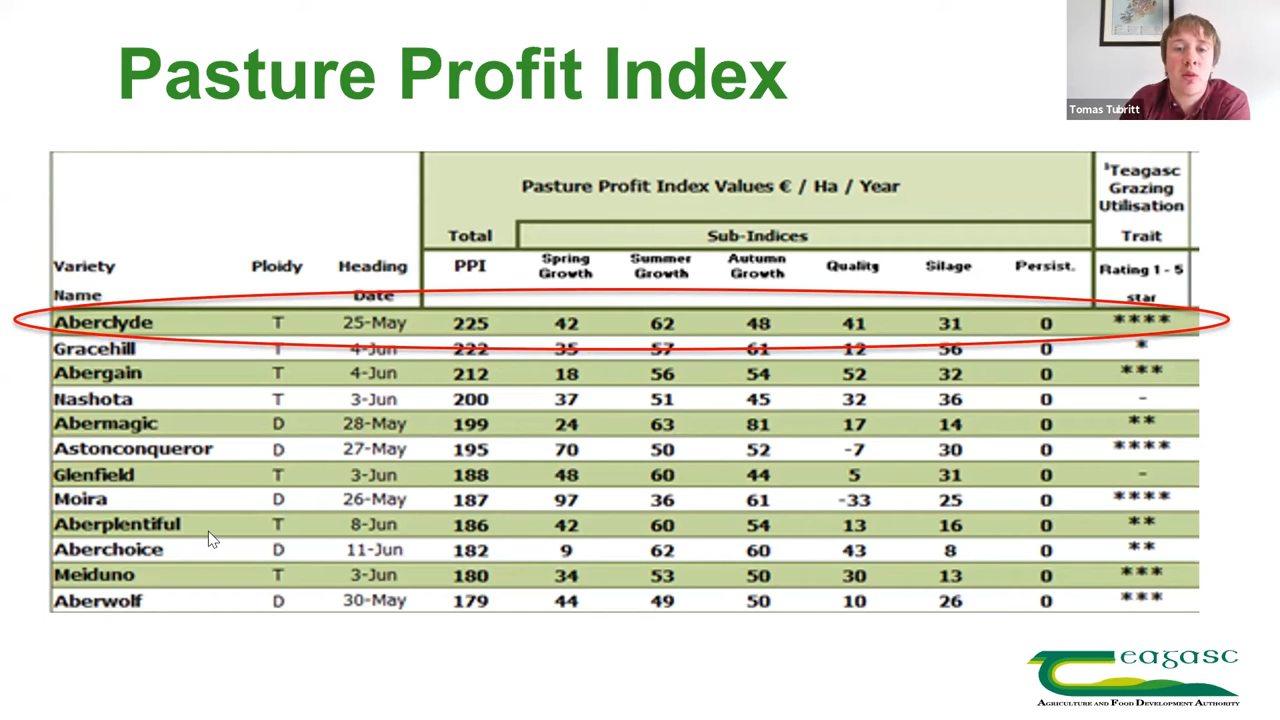 Pasture Profit Index
Tomas Tubritt
Pasture Profit Index Values € / Ha / Year
¹Teagasc
Grazing
Utilisation
Total Sub-Indices Trait
Variety Ploidy Heading PPI Spring Growth Summer Growth Autumn Growth Quality Silage Persist. Rating 1 - 5
Name Date star
Aberclyde T 25-May 225 42 62 48 41 31 0 ****
Gracehill T 4-Jun 222 35 57 61 12 56 0 *
Abergain T 4-Jun 212 18 56 54 52 32 0 ***
Nashota T 3-Jun 200 37 51 45 32 36 0 -
Abermagic D 28-May 199 24 63 81 17 14 0 **
Astonconqueror D 27-May 195 70 50 52 -7 30 0 ****
Glenfield T 3-Jun 188 48 60 44 5 31 0 -
Moira D 26-May 187 97 36 61 -33 25 0 ****
Aberplentiful T 8-Jun 186 42 60 54 13 16 0 **
Aberchoice D 11-Jun 182 9 62 60 43 8 0 **
Meiduno T 3-Jun 180 34 53 50 30 13 0 ***
Aberwolf D 30-May 179 44 49 50 10 26 0 ***
Teagasc
AGRICULTURE AND FOOD DEVELOPMENT AUTHORITY